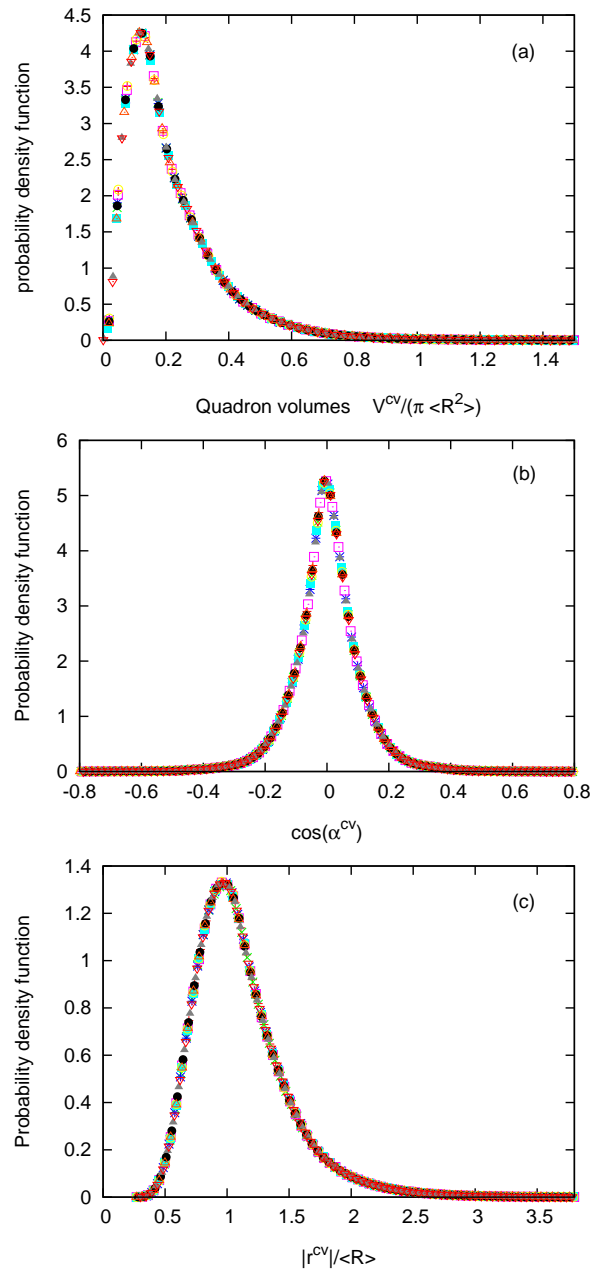 4.5
4
3.5
3
2.5
2
1.5
1
0.5
0
probability density function
(a)
0 0.2 0.4 0.6 0.8 1 1.2 1.4
Quadron volumes V^cv/(π <R^2>)
6
5
4
3
2
1
0
Probability density function
(b)
-0.8 -0.6 -0.4 -0.2 0 0.2 0.4 0.6 0.8
cos(α^cv)
1.4
1.2
1
0.8
0.6
0.4
0.2
0
Probability density function
(c)
0 0.5 1 1.5 2 2.5 3 3.5
|r^cv|/<R>